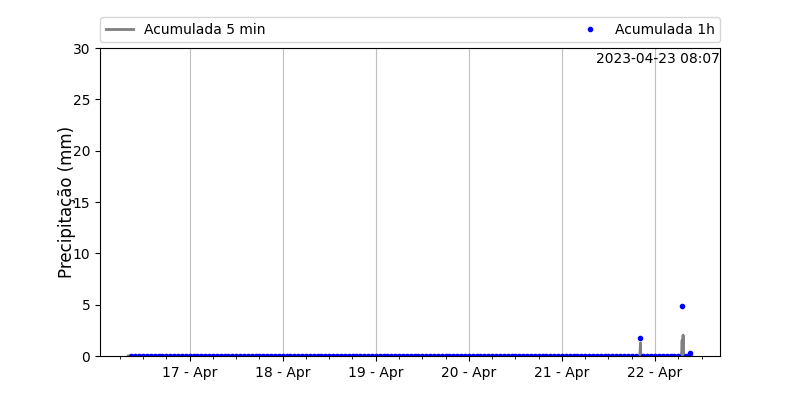 Acumulada 5 min
Acumulada 1h
2023-04-23 08:07
Precipitação (mm)
30
25
20
15
10
5
0
17 - Apr
18 - Apr
19 - Apr
20 - Apr
21 - Apr
22 - Apr